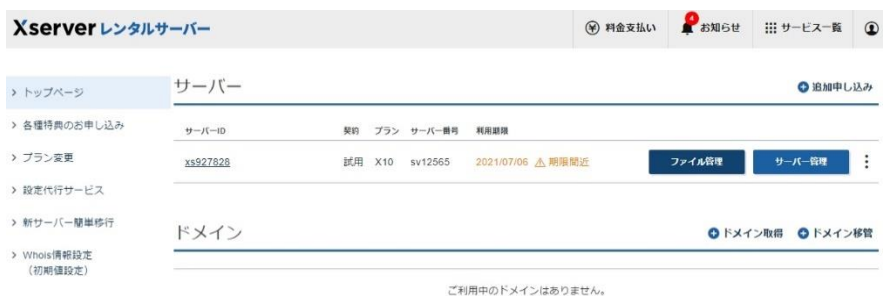 Xserver レンタルサーバー
料金支払い
4
お知らせ
サービス一覧
トップページ
各種特典のお申し込み
プラン変更
設定代行サービス
新サーバー簡単移行
Whois情報設定
(初期値設定)
サーバー
追加申し込み
サーバーID 契約 プラン サーバー番号 利用期限
xs927828 試用 X10 sv12565 2021/07/06 期限間近 ファイル管理 サーバー管理
ドメイン
ドメイン取得 ドメイン移管
ご利用中のドメインはありません。